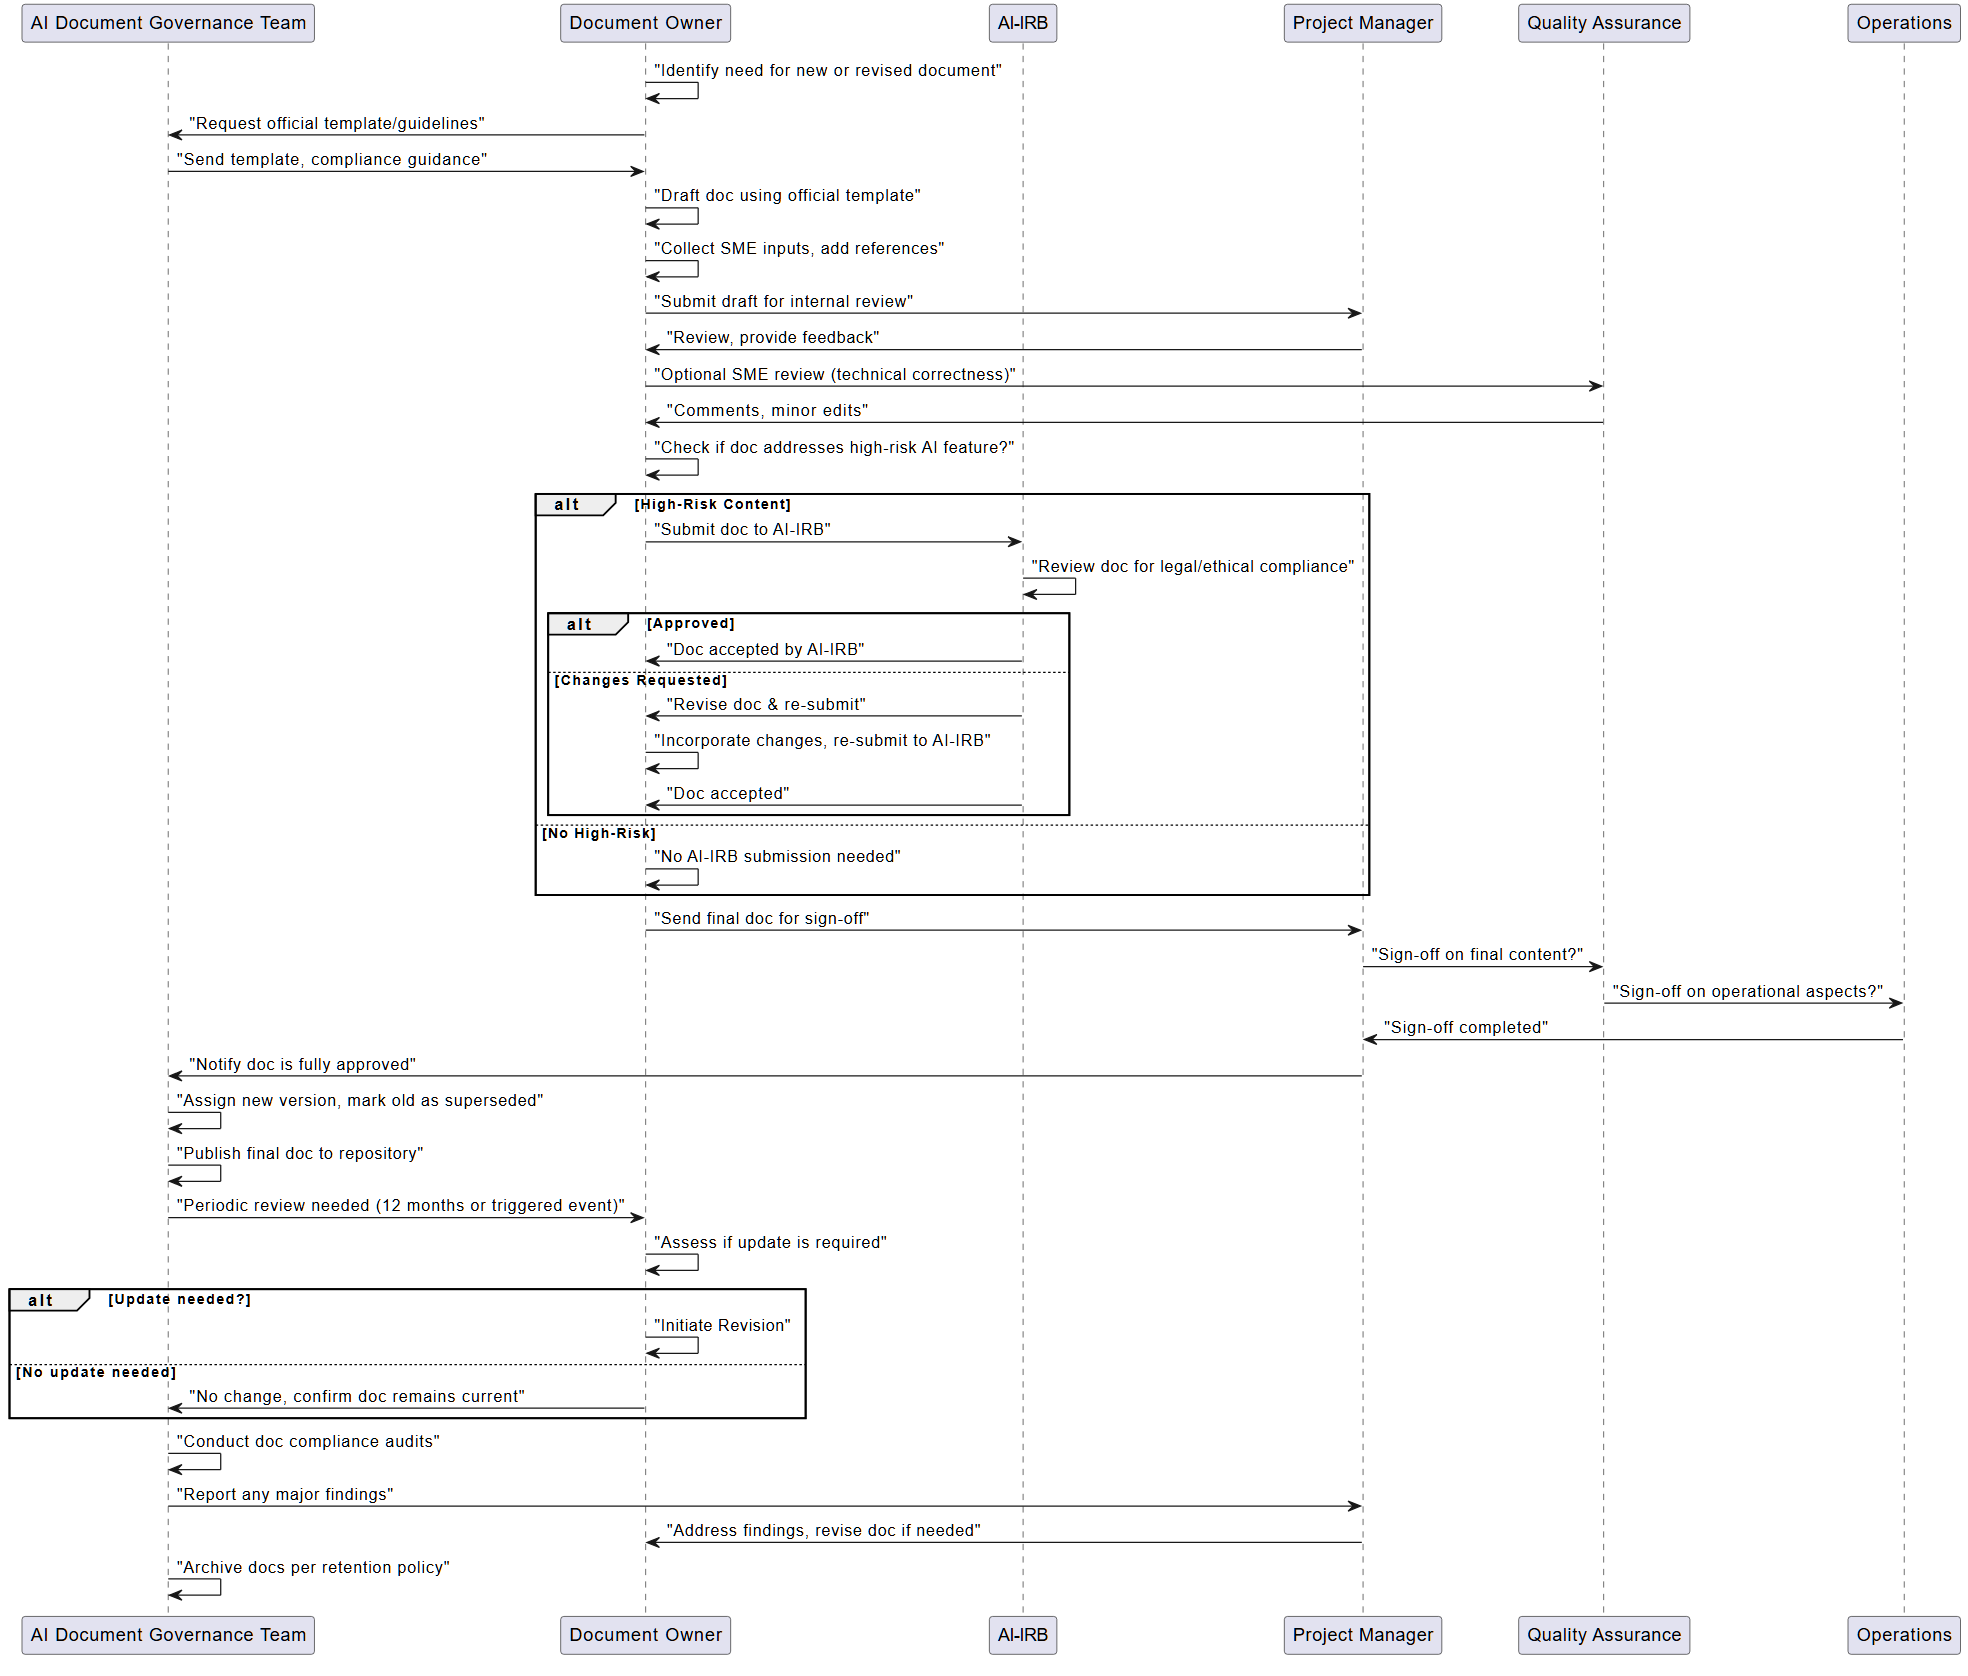 AI Document Governance Team
Document Owner
AI-IRB
Project Manager
Quality Assurance
Operations
"Identify need for new or revised document"
"Request official template/guidelines"
"Send template, compliance guidance"
"Draft doc using official template"
"Collect SME inputs, add references"
"Submit draft for internal review"
"Review, provide feedback"
"Optional SME review (technical correctness)"
"Comments, minor edits"
"Check if doc addresses high-risk AI feature?"
alt
[High-Risk Content]
"Submit doc to AI-IRB"
"Review doc for legal/ethical compliance"
alt
[Approved]
"Doc accepted by AI-IRB"
[Changes Requested]
"Revise doc & re-submit"
"Incorporate changes, re-submit to AI-IRB"
"Doc accepted"
[No High-Risk]
"No AI-IRB submission needed"
"Send final doc for sign-off"
"Sign-off on final content?"
"Sign-off on operational aspects?"
"Sign-off completed"
"Notify doc is fully approved"
"Assign new version, mark old as superseded"
"Publish final doc to repository"
"Periodic review needed (12 months or triggered event)"
"Assess if update is required"
alt
[Update needed?]
"Initiate Revision"
[No update needed]
"No change, confirm doc remains current"
"Conduct doc compliance audits"
"Report any major findings"
"Address findings, revise doc if needed"
"Archive docs per retention policy"
AI Document Governance Team
Document Owner
AI-IRB
Project Manager
Quality Assurance
Operations